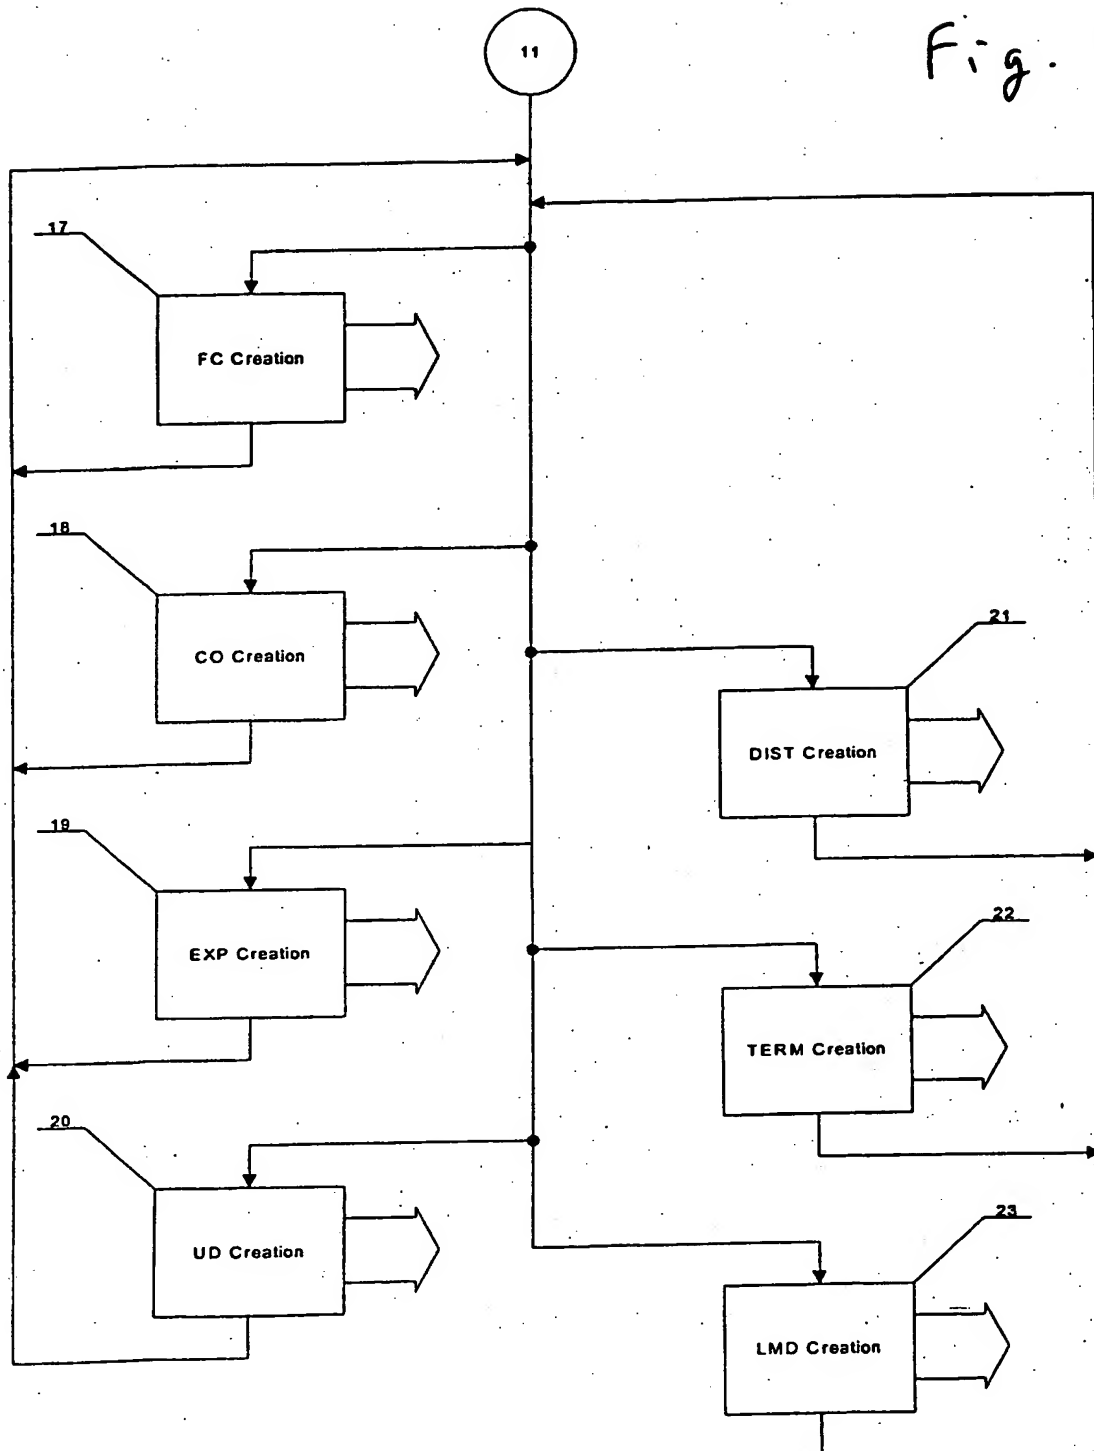 11
Fig.
17
FC Creation
18
CO Creation
21
DIST Creation
19
EXP Creation
22
TERM Creation
20
UD Creation
23
LMD Creation